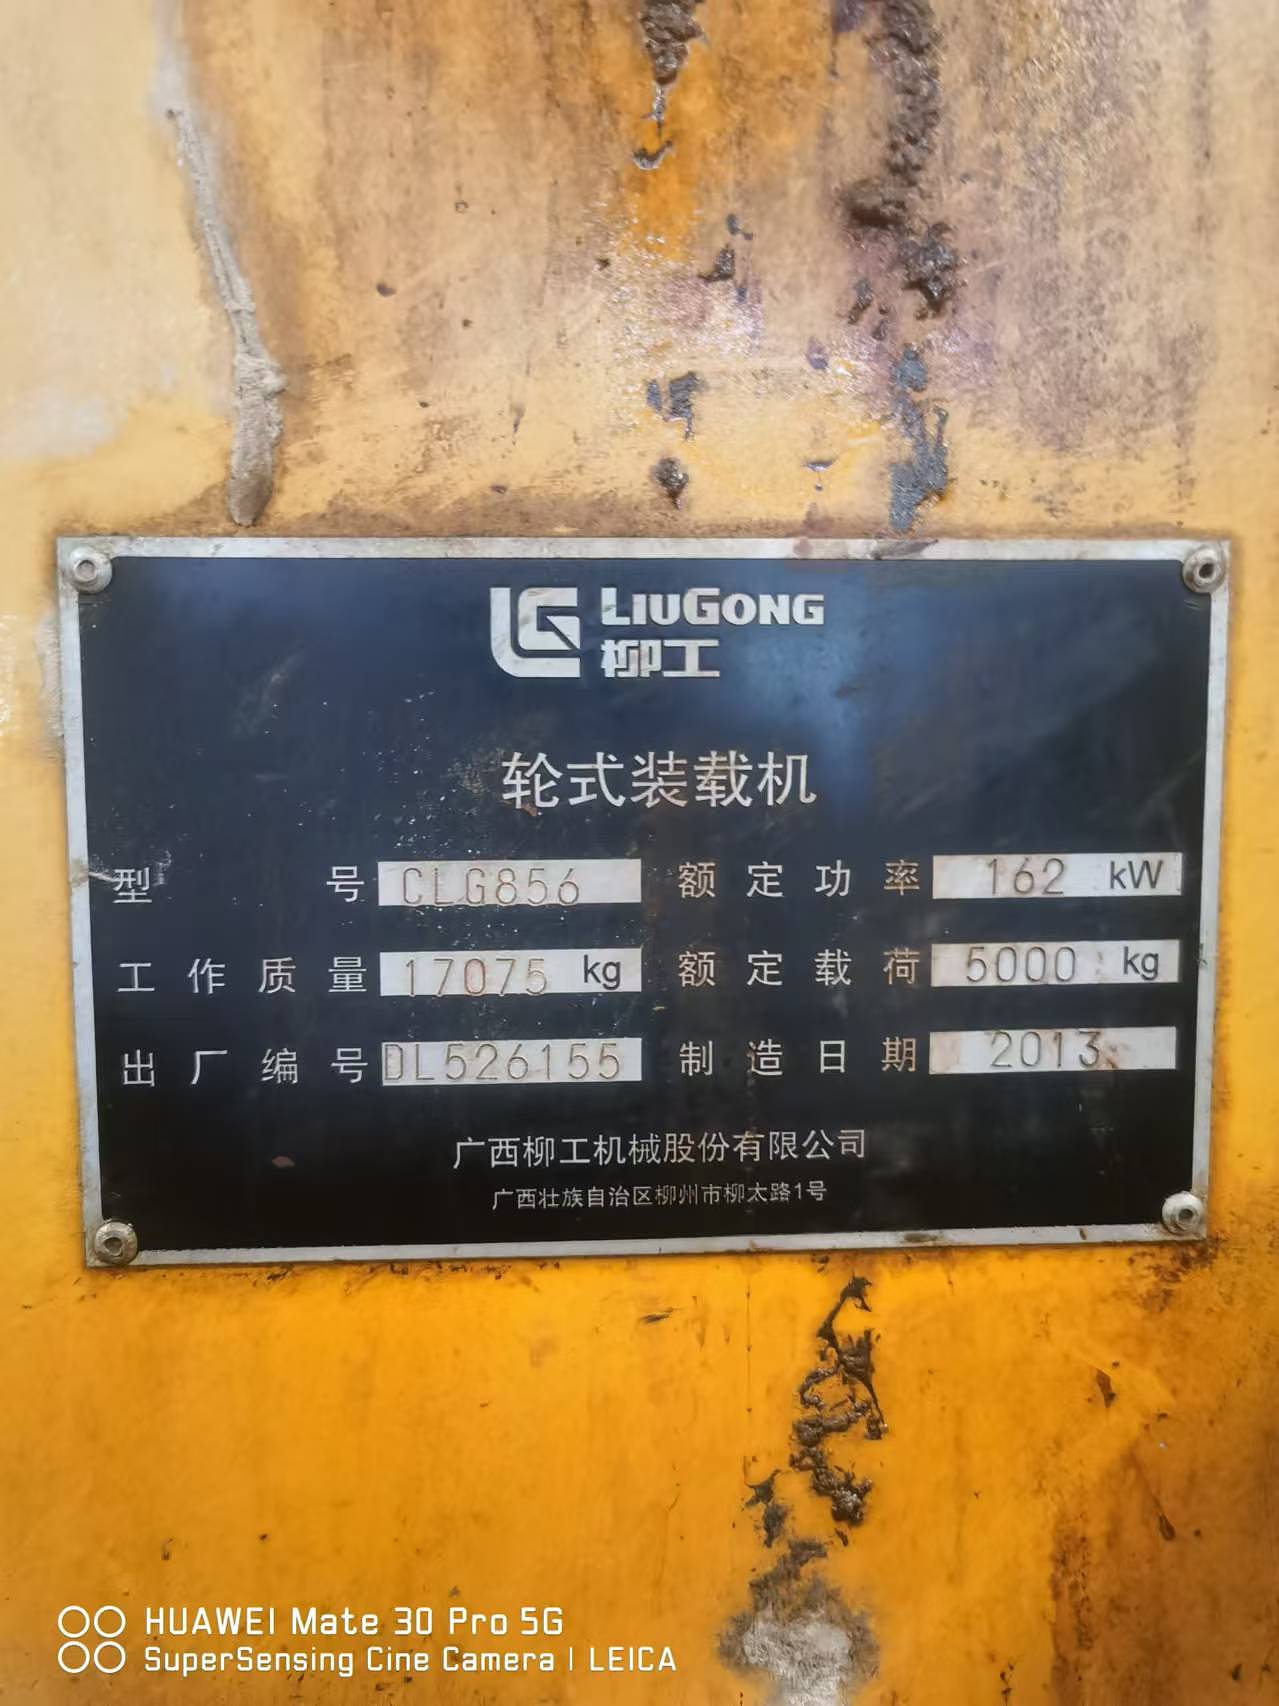 LG LIUGONG
柳工
轮式装载机
型号 CLG856 额定功率 162 kW
工作质量 17075 kg 额定载荷 5000 kg
出厂编号 DL526155 制造日期 2013
广西柳工机械股份有限公司
广西壮族自治区柳州市柳太路1号
HUAWEI Mate 30 Pro 5G
SuperSensing Cine Camera | LEICA